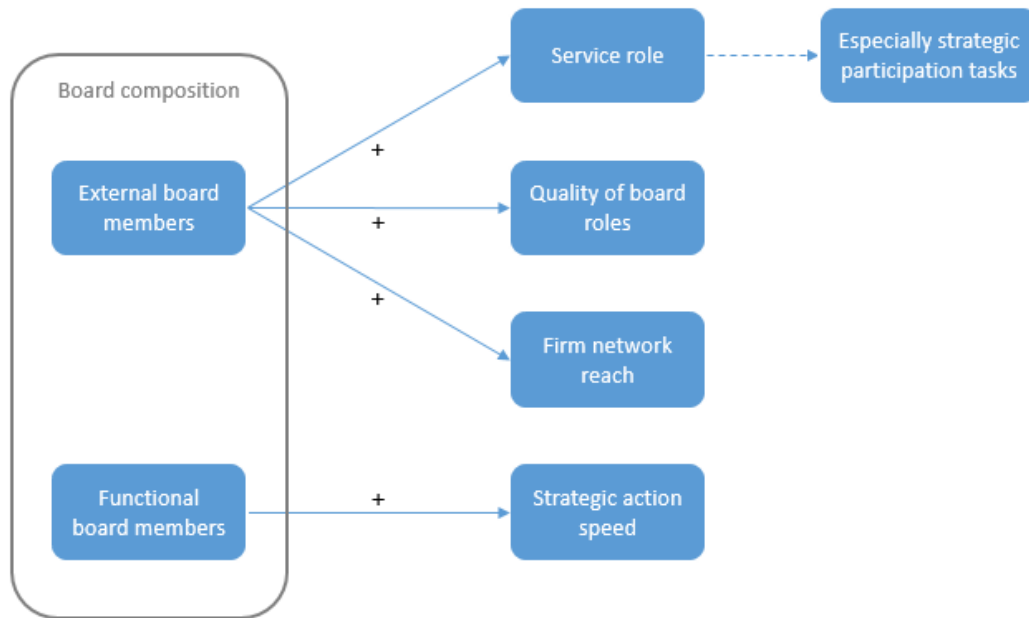 Service role
Especially strategic
participation tasks
Board composition
+
External board
members
Quality of board
roles
+
+
Firm network
reach
Functional
board members
+
Strategic action
speed